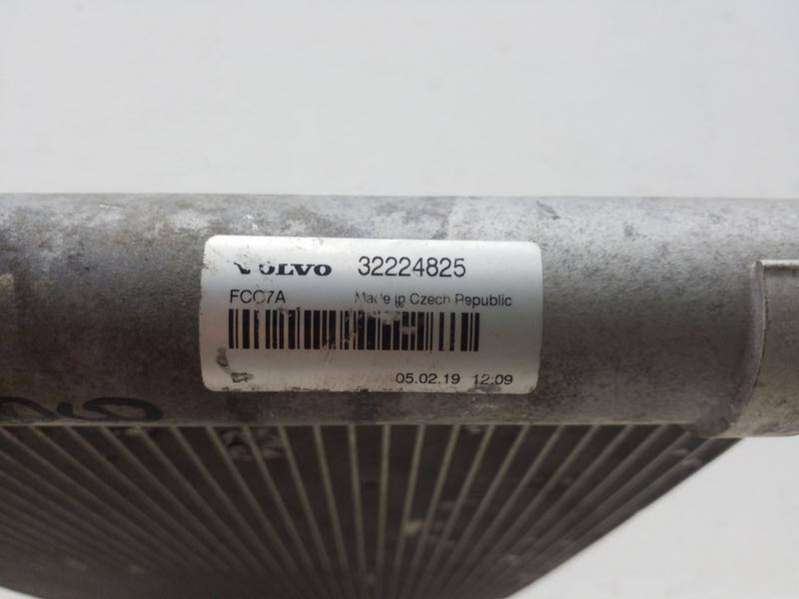 VOLVO 32224825
FCC7A Made in Czech Republic
05.02.19 12:09